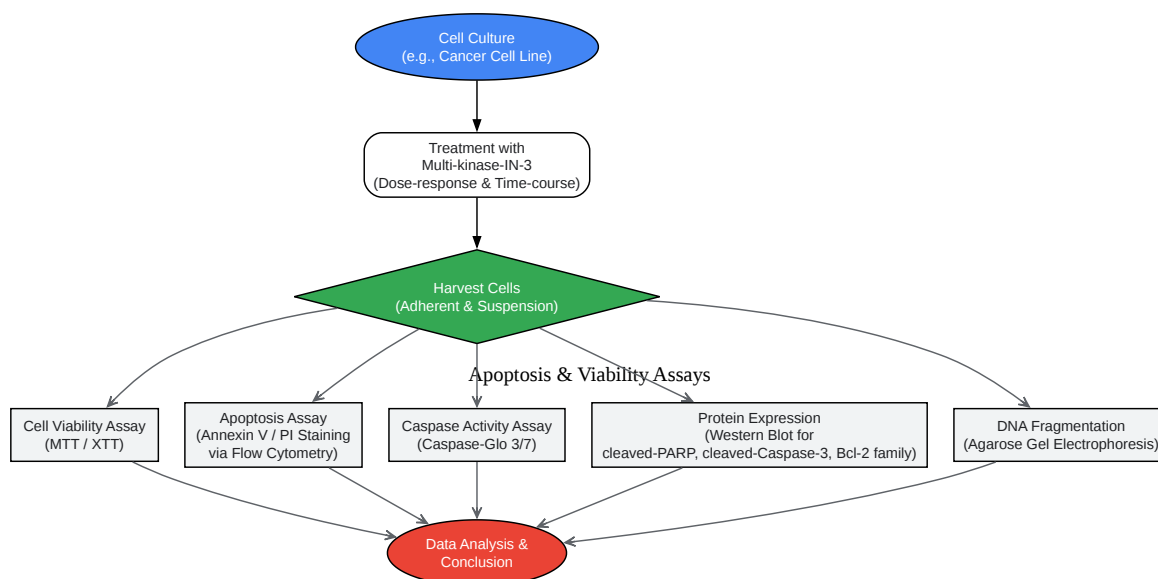 Cell Culture
(e.g., Cancer Cell Line)
Treatment with
Multi-kinase-IN-3
(Dose-response & Time-course)
Harvest Cells
(Adherent & Suspension)
Apoptosis & Viability Assays
Cell Viability Assay
(MTT / XTT)
Apoptosis Assay
(Annexin V / PI Staining
via Flow Cytometry)
Caspase Activity Assay
(Caspase-Glo 3/7)
Protein Expression
(Western Blot for
cleaved-PARP, cleaved-Caspase-3, Bcl-2 family)
DNA Fragmentation
(Agarose Gel Electrophoresis)
Data Analysis &
Conclusion